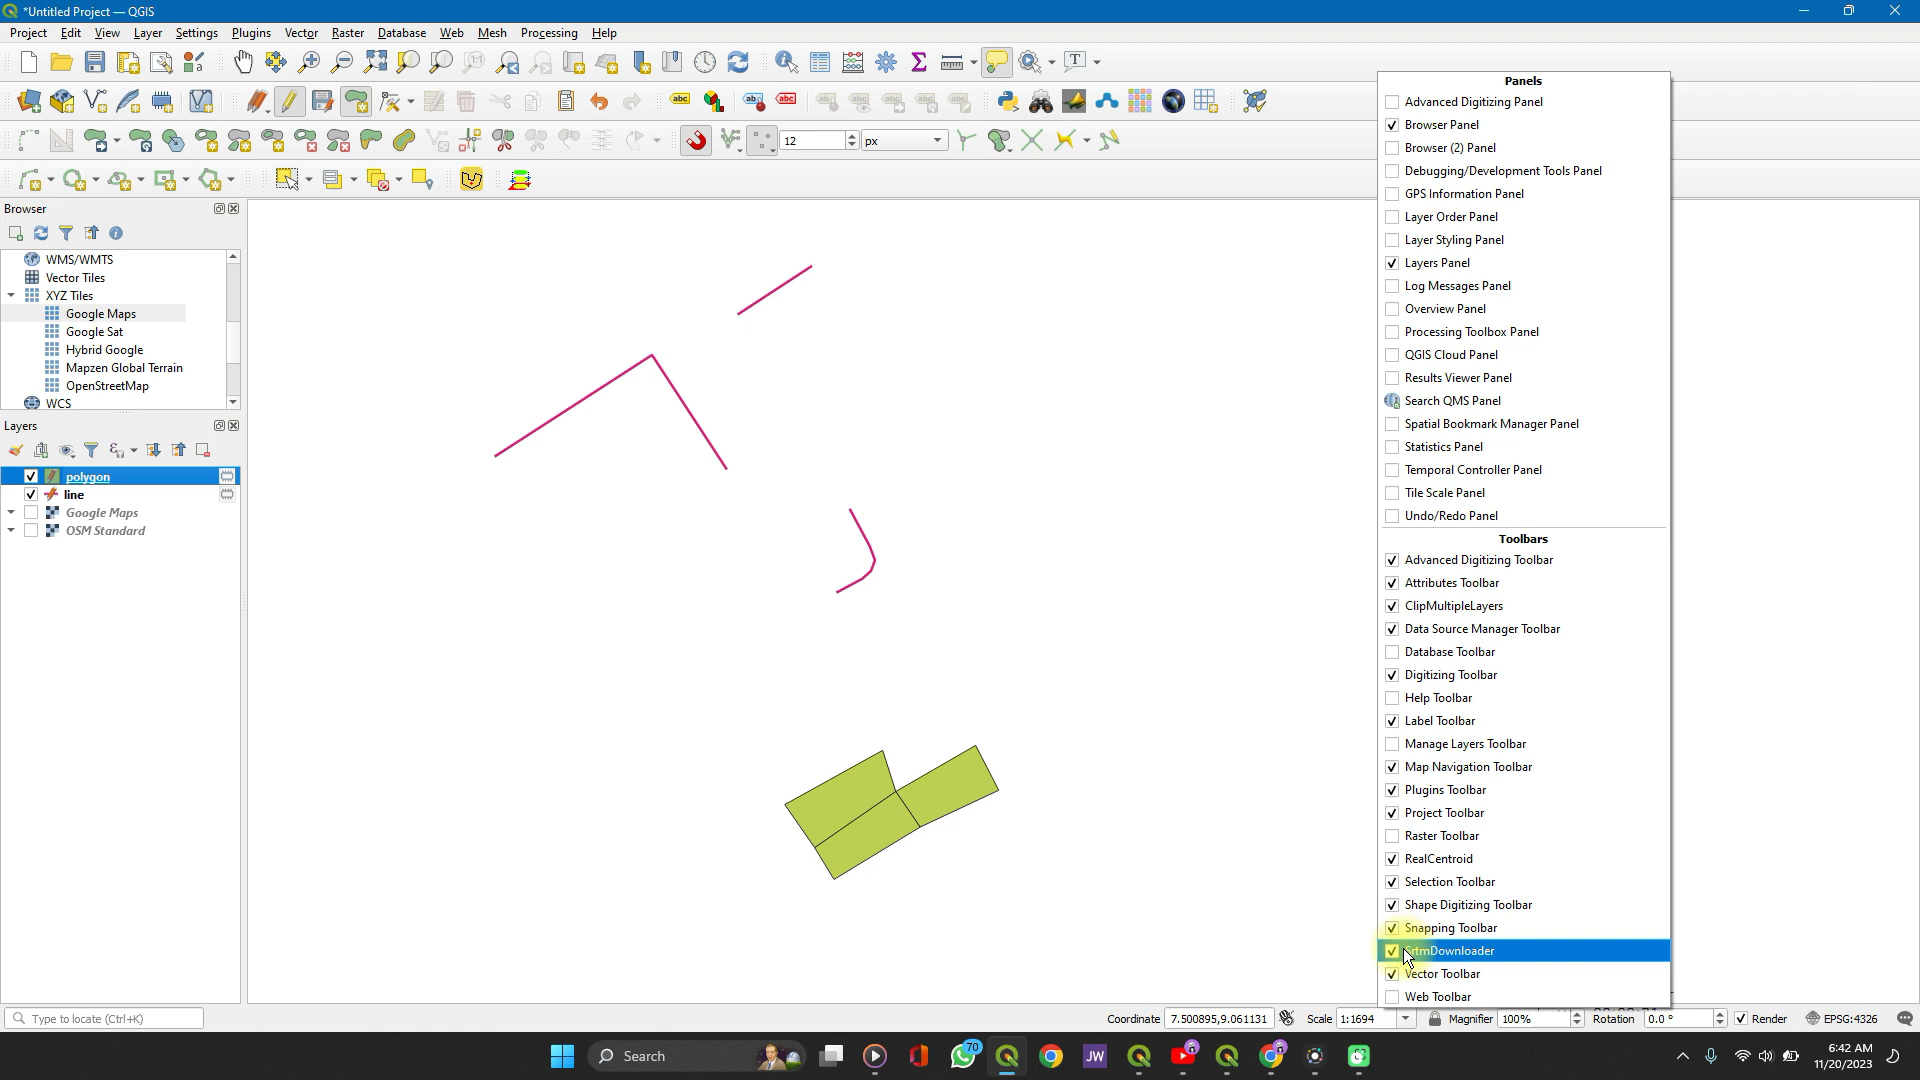 *Untitled Project — QGIS
Project Edit View Layer Settings Plugins Vector Raster Database Web Mesh Processing Help
12 px
Browser
WMS/WMTS
Vector Tiles
XYZ Tiles
Google Maps
Google Sat
Hybrid Google
Mapzen Global Terrain
OpenStreetMap
WCS
Layers
polygon
line
Google Maps
OSM Standard
Panels
Advanced Digitizing Panel
Browser Panel
Browser (2) Panel
Debugging/Development Tools Panel
GPS Information Panel
Layer Order Panel
Layer Styling Panel
Layers Panel
Log Messages Panel
Overview Panel
Processing Toolbox Panel
QGIS Cloud Panel
Results Viewer Panel
Search QMS Panel
Spatial Bookmark Manager Panel
Statistics Panel
Temporal Controller Panel
Tile Scale Panel
Undo/Redo Panel
Toolbars
Advanced Digitizing Toolbar
Attributes Toolbar
ClipMultipleLayers
Data Source Manager Toolbar
Database Toolbar
Digitizing Toolbar
Help Toolbar
Label Toolbar
Manage Layers Toolbar
Map Navigation Toolbar
Plugins Toolbar
Project Toolbar
Raster Toolbar
RealCentroid
Selection Toolbar
Shape Digitizing Toolbar
Snapping Toolbar
SrtmDownloader
Vector Toolbar
Web Toolbar
Type to locate (Ctrl+K) Coordinate 7.500895,9.061131 Scale 1:1694 Magnifier 100% Rotation 0.0 ° Render EPSG:4326
Search 70 JW 6:42 AM
11/20/2023